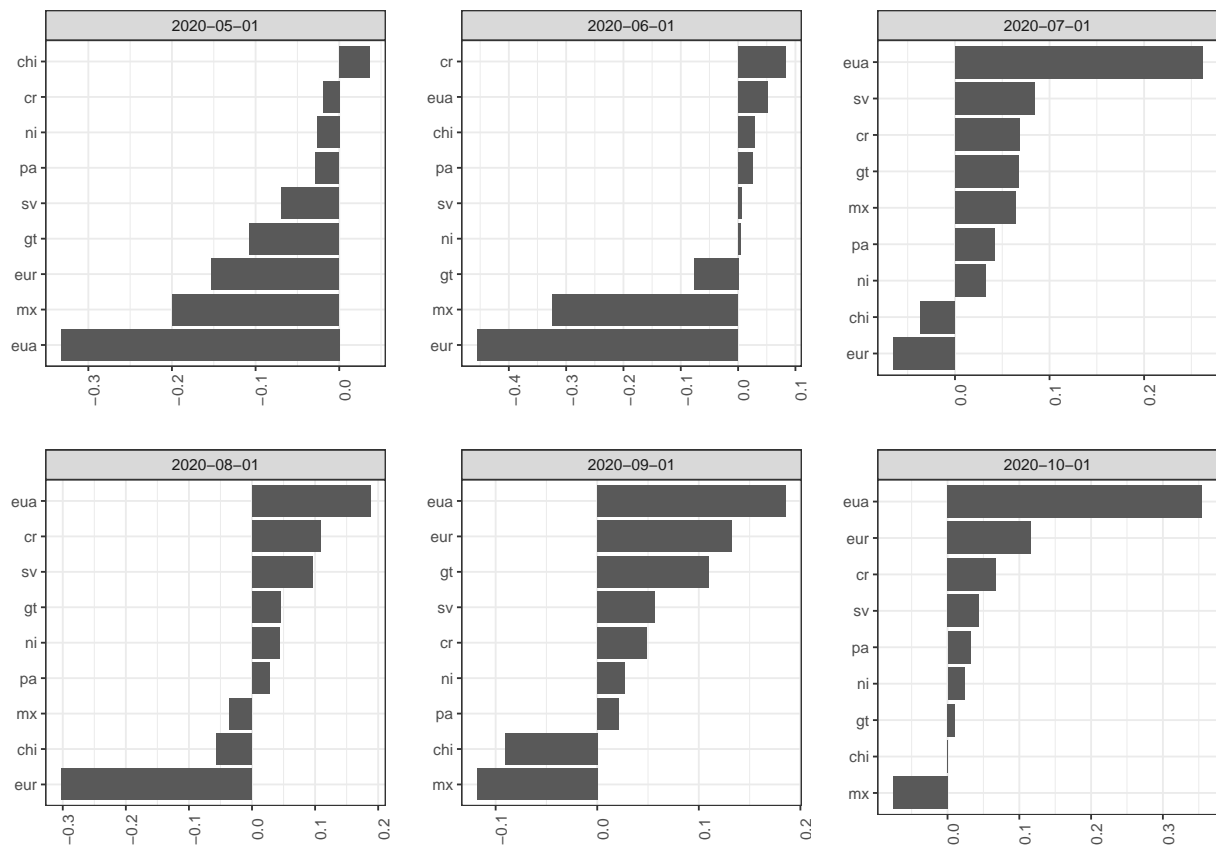 2020−05−01
chi
cr
ni
pa
sv
gt
eur
mx
eua
−0.3
−0.2
−0.1
0.0
2020−06−01
cr
eua
chi
pa
sv
ni
gt
mx
eur
−0.4
−0.3
−0.2
−0.1
0.0
0.1
2020−07−01
eua
sv
cr
gt
mx
pa
ni
chi
eur
0.0
0.1
0.2
2020−08−01
eua
cr
sv
gt
ni
pa
mx
chi
eur
−0.3
−0.2
−0.1
0.0
0.1
0.2
2020−09−01
eua
eur
gt
sv
cr
ni
pa
chi
mx
−0.1
0.0
0.1
0.2
2020−10−01
eua
eur
cr
sv
pa
ni
gt
chi
mx
0.0
0.1
0.2
0.3